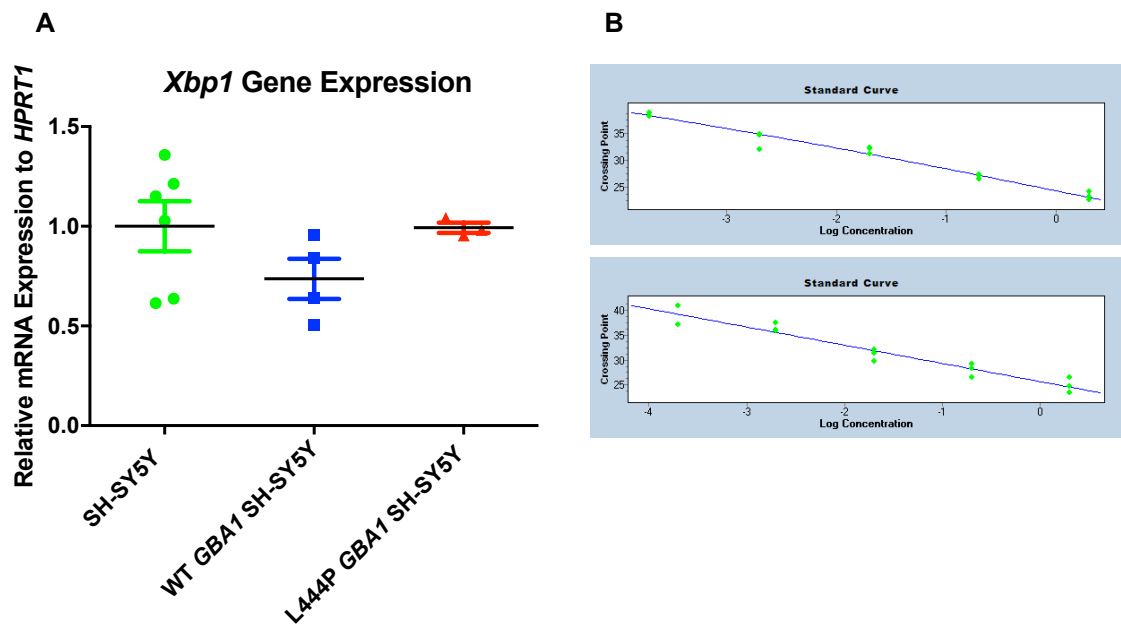 A
Xbp1 Gene Expression
Relative mRNA Expression to HPRT1
1.5
1.0
0.5
0.0
SH-SY5Y
WT GBA1 SH-SY5Y
L444P GBA1 SH-SY5Y
B
Standard Curve
Crossing Point
35
30
25
-3
-2
-1
0
Log Concentration
Standard Curve
Crossing Point
40
35
30
25
-4
-3
-2
-1
0
Log Concentration